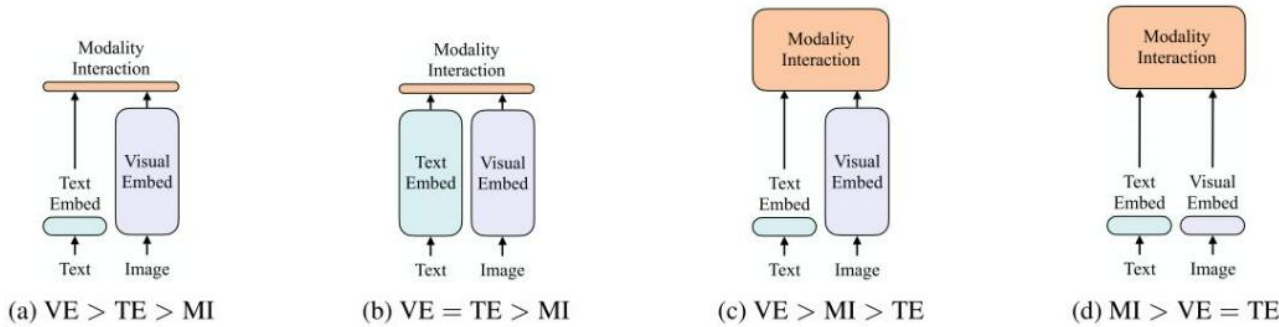 Modality
Interaction
Text
Embed
Visual
Embed
Text
Image
(a) VE > TE > MI
Modality
Interaction
Text
Embed
Visual
Embed
Text
Image
(b) VE = TE > MI
Modality
Interaction
Text
Embed
Visual
Embed
Text
Image
(c) VE > MI > TE
Modality
Interaction
Text
Embed
Visual
Embed
Text
Image
(d) MI > VE = TE